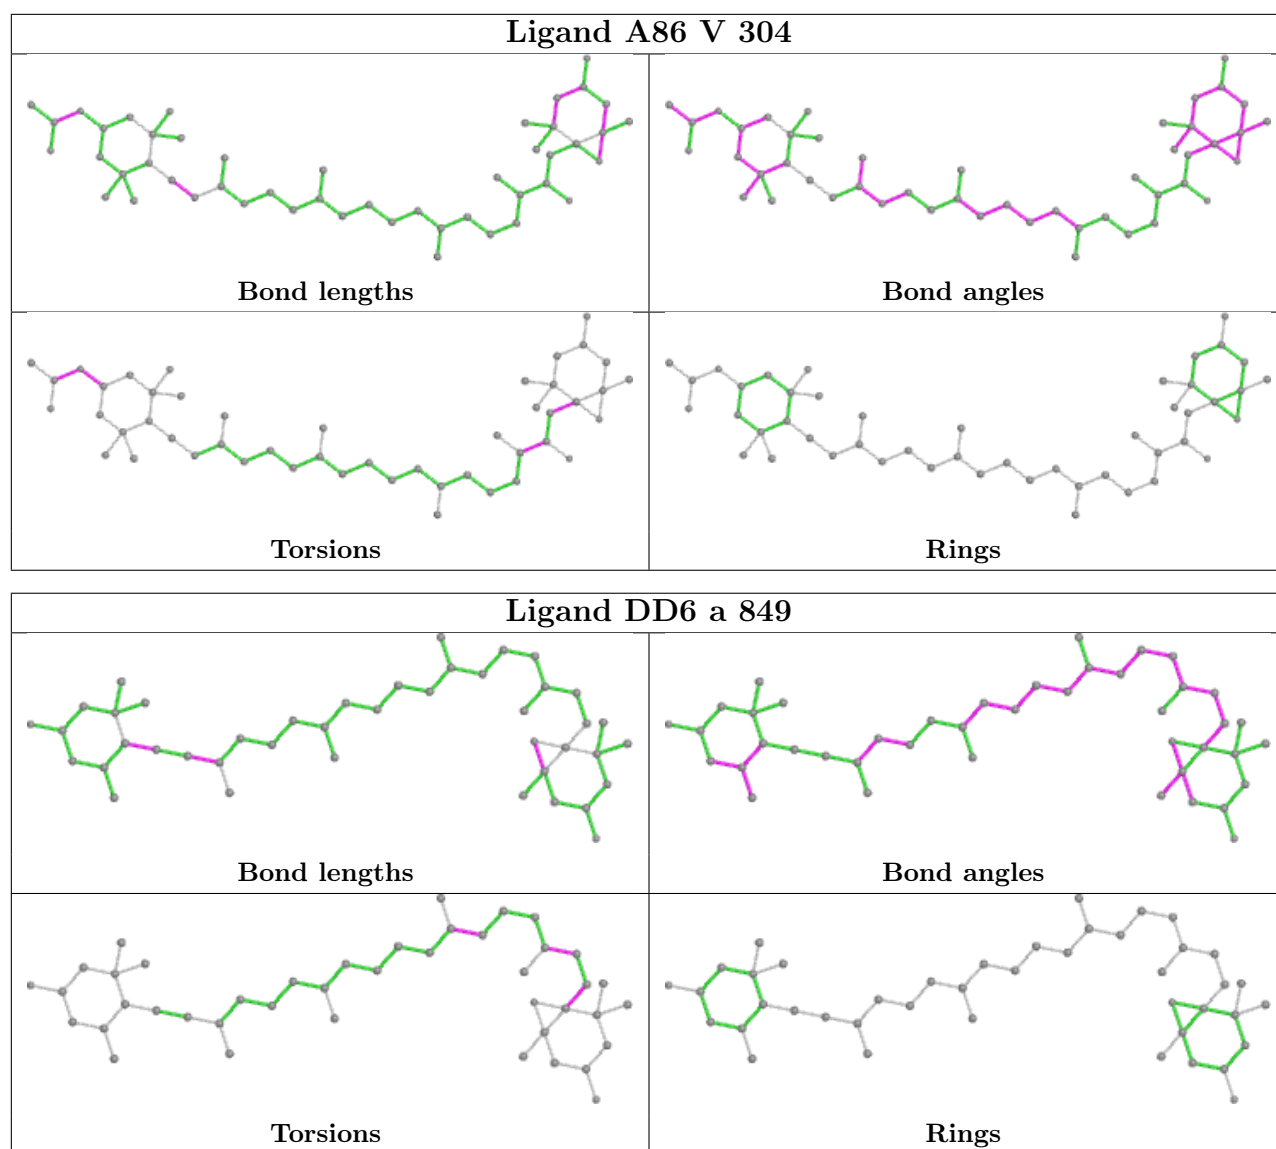 Ligand A86 V 304
Bond lengths
Bond angles
Torsions
Rings
Ligand DD6 a 849
Bond lengths
Bond angles
Torsions
Rings